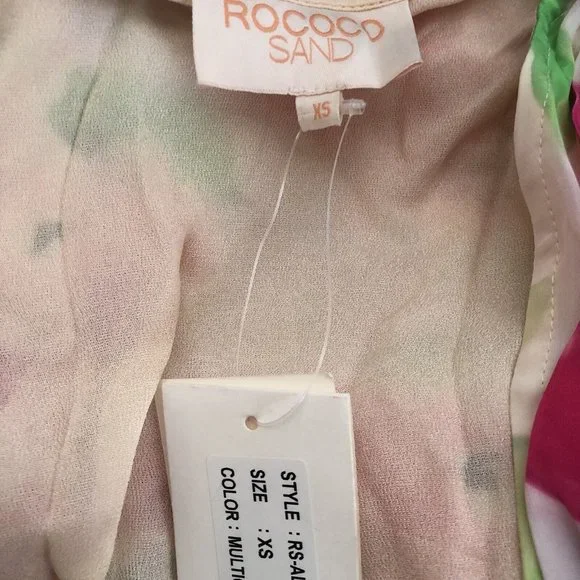 ROCOCO
SAND
XS
STYLE : RS-A
SIZE : XS
COLOR : MULTI